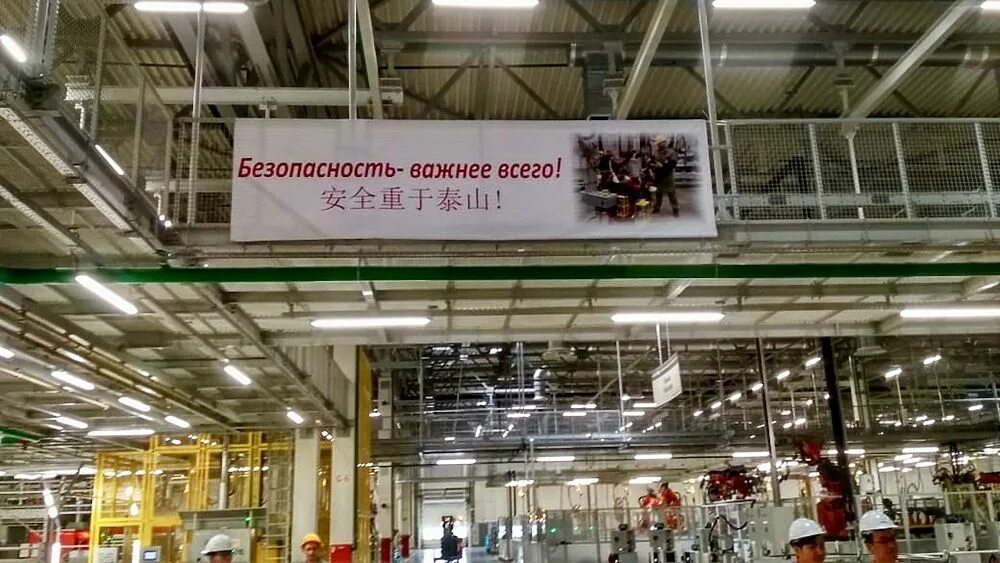 Безопасность- важнее всего!
安全重于泰山!